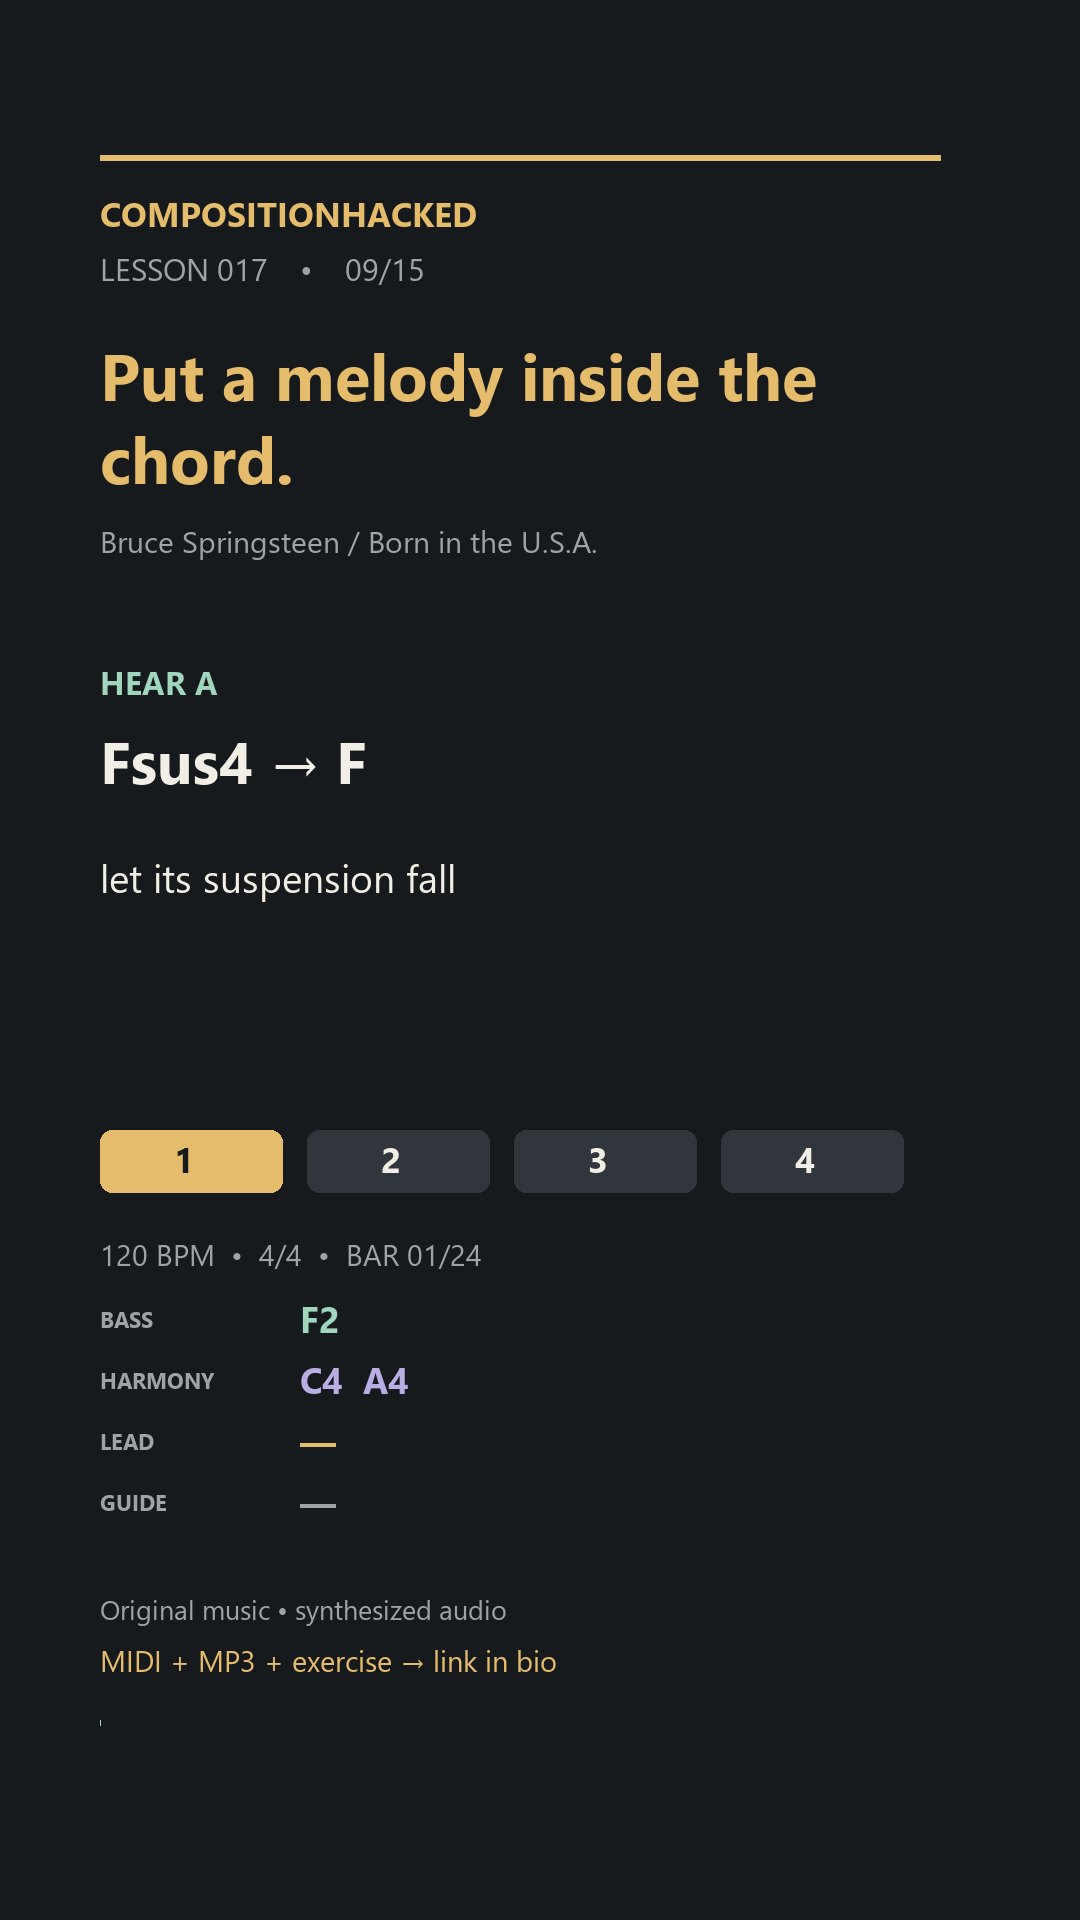 COMPOSITIONHACKED
LESSON 017 • 09/15
Put a melody inside the
chord.
Bruce Springsteen / Born in the U.S.A.
HEAR A
Fsus4 → F
let its suspension fall
1 2 3 4
120 BPM • 4/4 • BAR 01/24
BASS F2
HARMONY C4 A4
LEAD —
GUIDE —
Original music • synthesized audio
MIDI + MP3 + exercise → link in bio